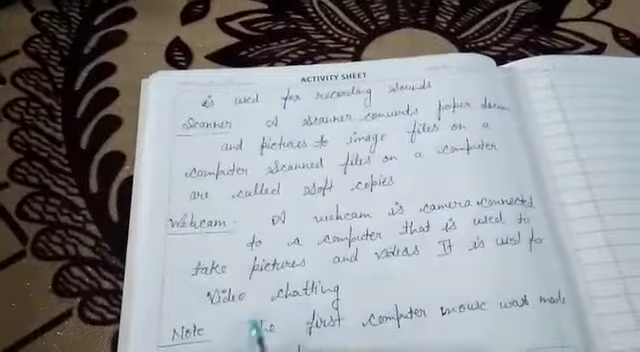 ACTIVITY SHEET
is used for recording sounds
Scanner A scanner converts paper docum
and pictures to image files on a
computer Scanned files on a computer
are called soft copies
Webcam - A webcam is camera connected
to a computer that is used to
take pictures and videos It is used for
video chatting
Note first computer mouse was made